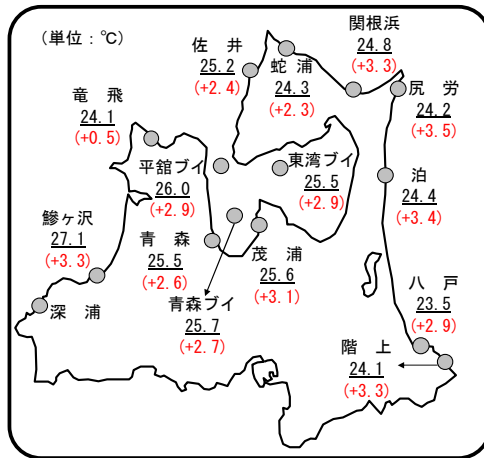 (単位：℃)
関根浜
24.8
(+3.3)
佐 井
25.2
(+2.4)
蛇 浦
24.3
(+2.3)
尻 労
24.2
(+3.5)
竜 飛
24.1
(+0.5)
平舘ブイ
26.0
(+2.9)
東湾ブイ
25.5
(+2.9)
泊
24.4
(+3.4)
鰺ヶ沢
27.1
(+3.3)
青 森
25.5
(+2.6)
茂 浦
25.6
(+3.1)
深 浦
青森ブイ
25.7
(+2.7)
八 戸
23.5
(+2.9)
階 上
24.1
(+3.3)